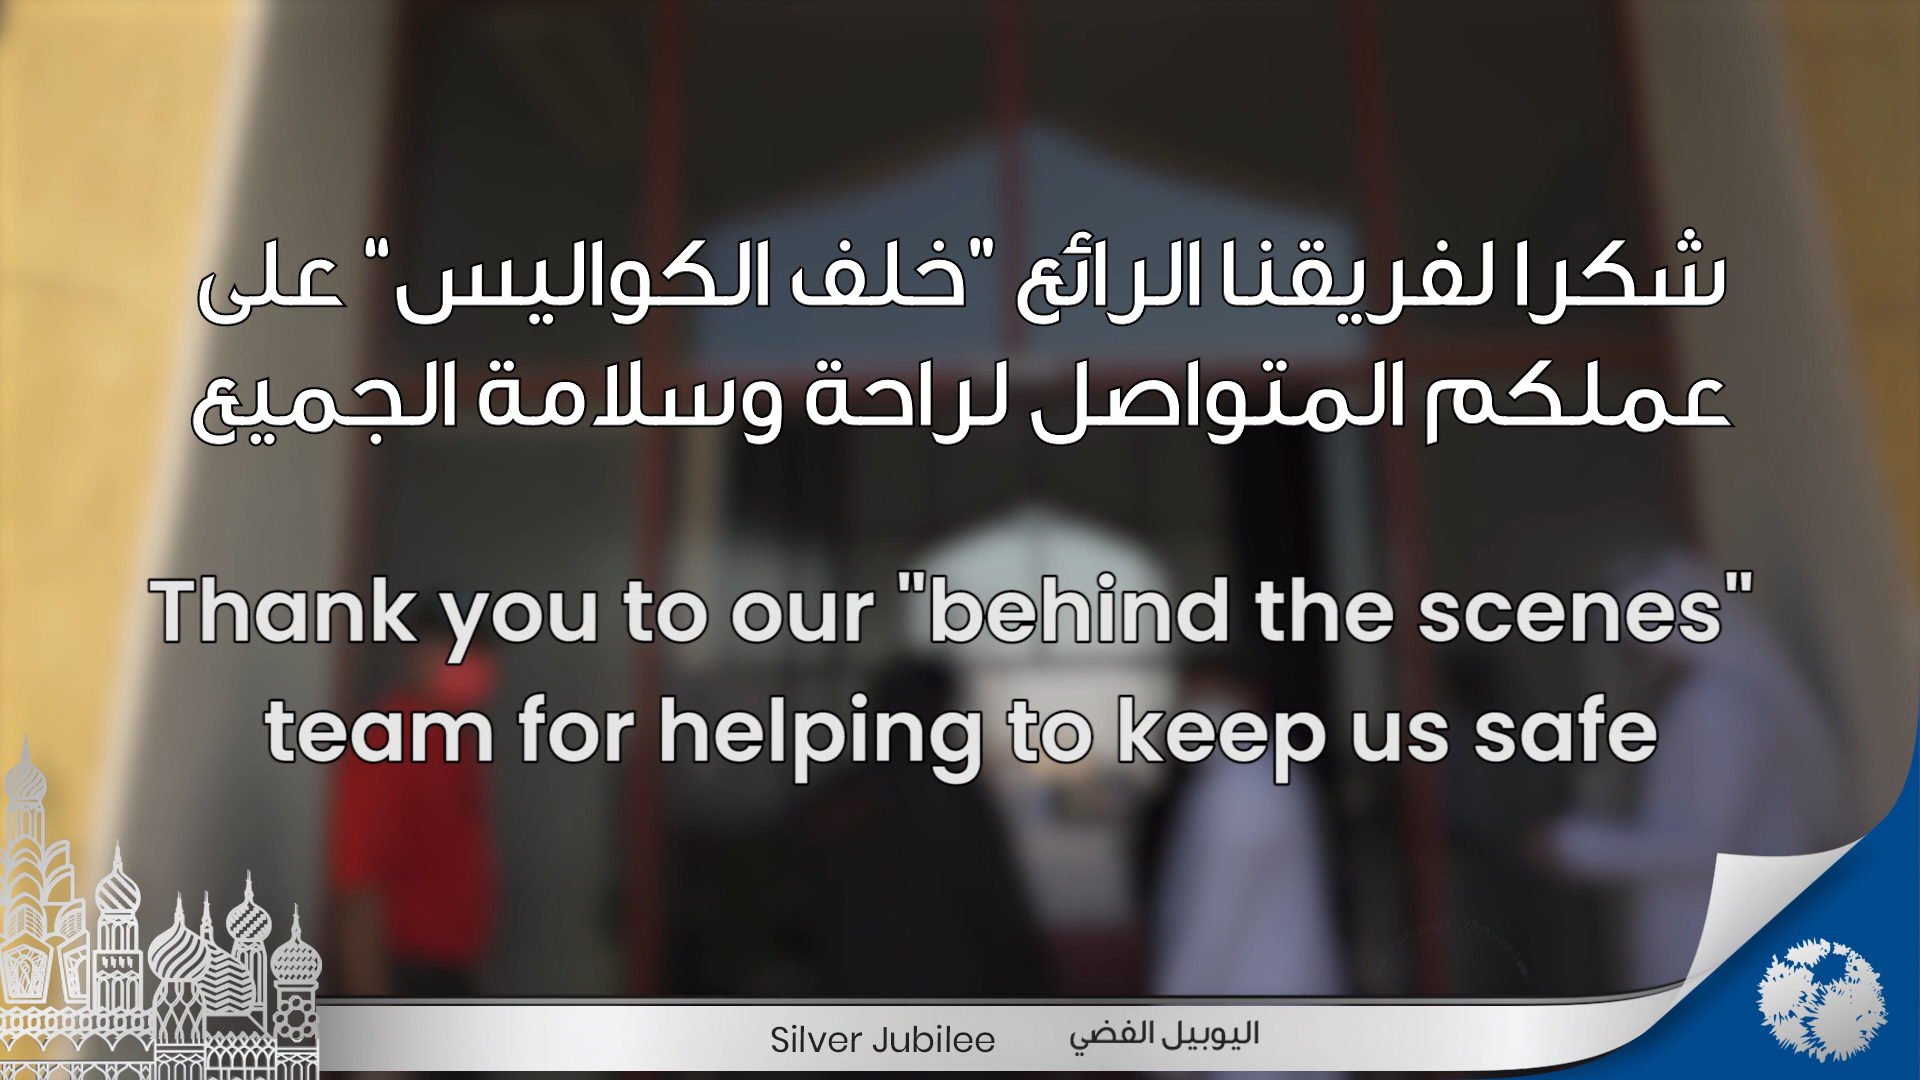 شكرا لفريقنا الرائع "خلف الكواليس" على
عملكم المتواصل لراحة وسلامة الجميع
Thank you to our "behind the scenes"
team for helping to keep us safe
Silver Jubilee اليوبيل الفضي